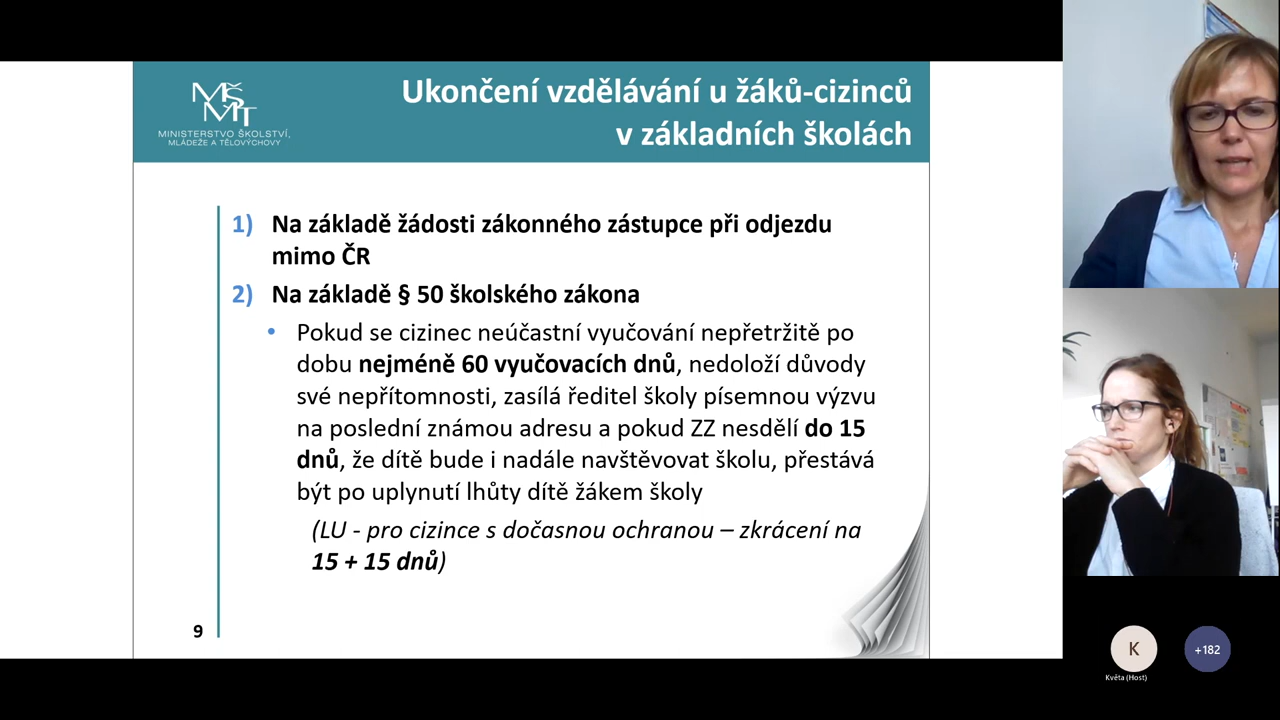 MŠMT
MINISTERSTVO ŠKOLSTVÍ,
MLÁDEŽE A TĚLOVÝCHOVY
Ukončení vzdělávání u žáků-cizinců
v základních školách
1) Na základě žádosti zákonného zástupce při odjezdu
mimo ČR
2) Na základě § 50 školského zákona
• Pokud se cizinec neúčastní vyučování nepřetržitě po
dobu nejméně 60 vyučovacích dnů, nedoloží důvody
své nepřítomnosti, zasílá ředitel školy písemnou výzvu
na poslední známou adresu a pokud ZZ nesdělí do 15
dnů, že dítě bude i nadále navštěvovat školu, přestává
být po uplynutí lhůty dítě žákem školy
(LU - pro cizince s dočasnou ochranou – zkrácení na
15 + 15 dnů)
9
K
+182
Květa (Host)